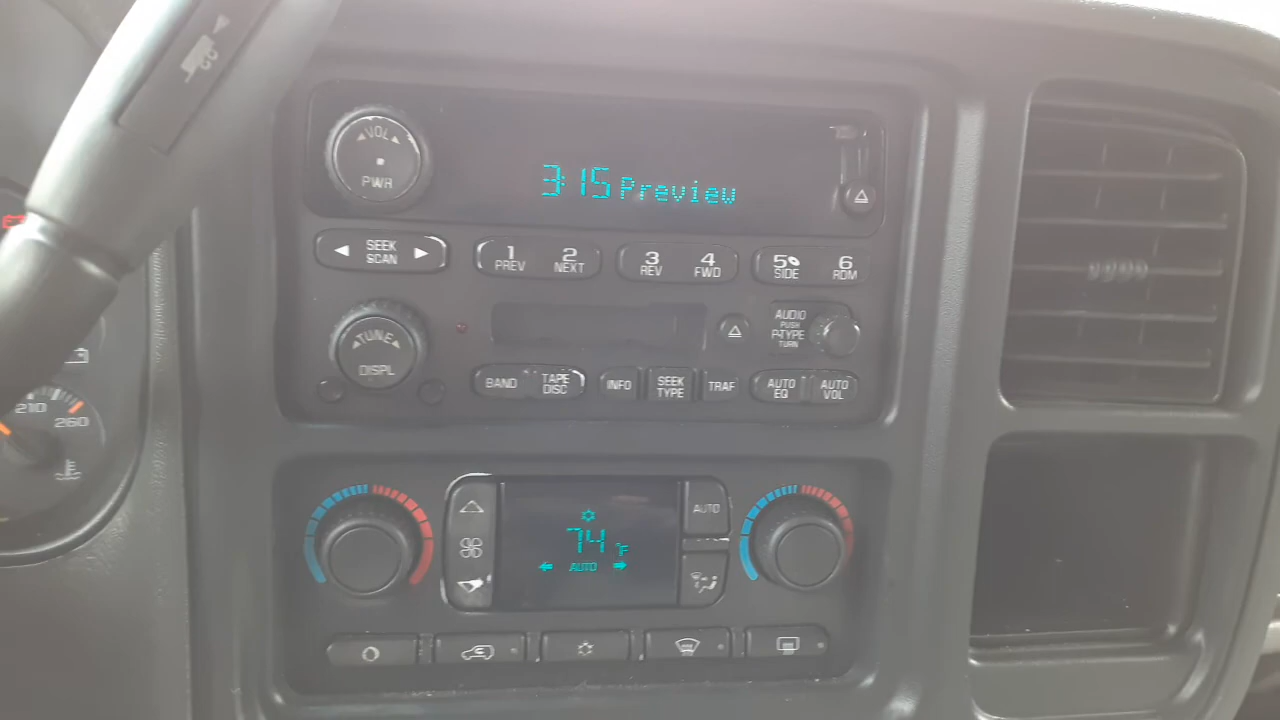 VOL
PWR
3:15 Preview
SEEK
SCAN
1
PREV
2
NEXT
3
REV
4
FWD
5
SIDE
6
RDM
TUNE
DISPL
AUDIO
PUSH
P-TYPE
TURN
BAND
TAPE
DISC
INFO
SEEK
TYPE
TRAF
AUTO
EQ
AUTO
VOL
210
260
AUTO
74 °F
AUTO